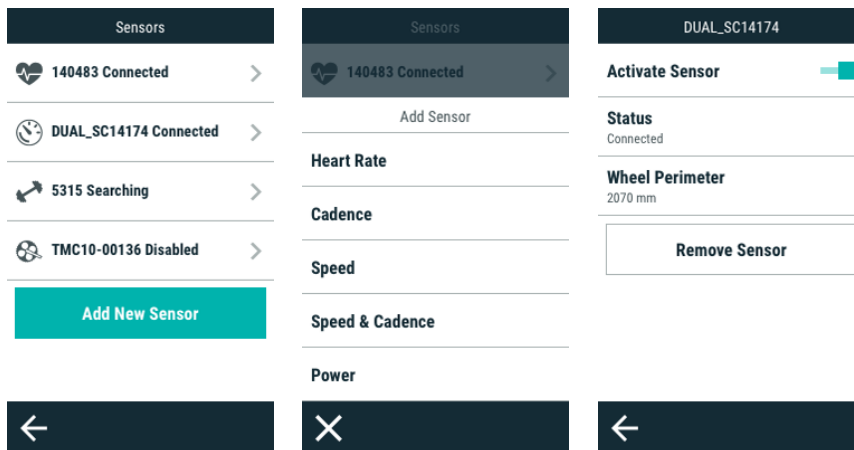 Sensors
140483 Connected
DUAL_SC14174 Connected
5315 Searching
TMC10-00136 Disabled
Add New Sensor
Sensors
140483 Connected
Add Sensor
Heart Rate
Cadence
Speed
Speed & Cadence
Power
DUAL_SC14174
Activate Sensor
Status
Connected
Wheel Perimeter
2070 mm
Remove Sensor